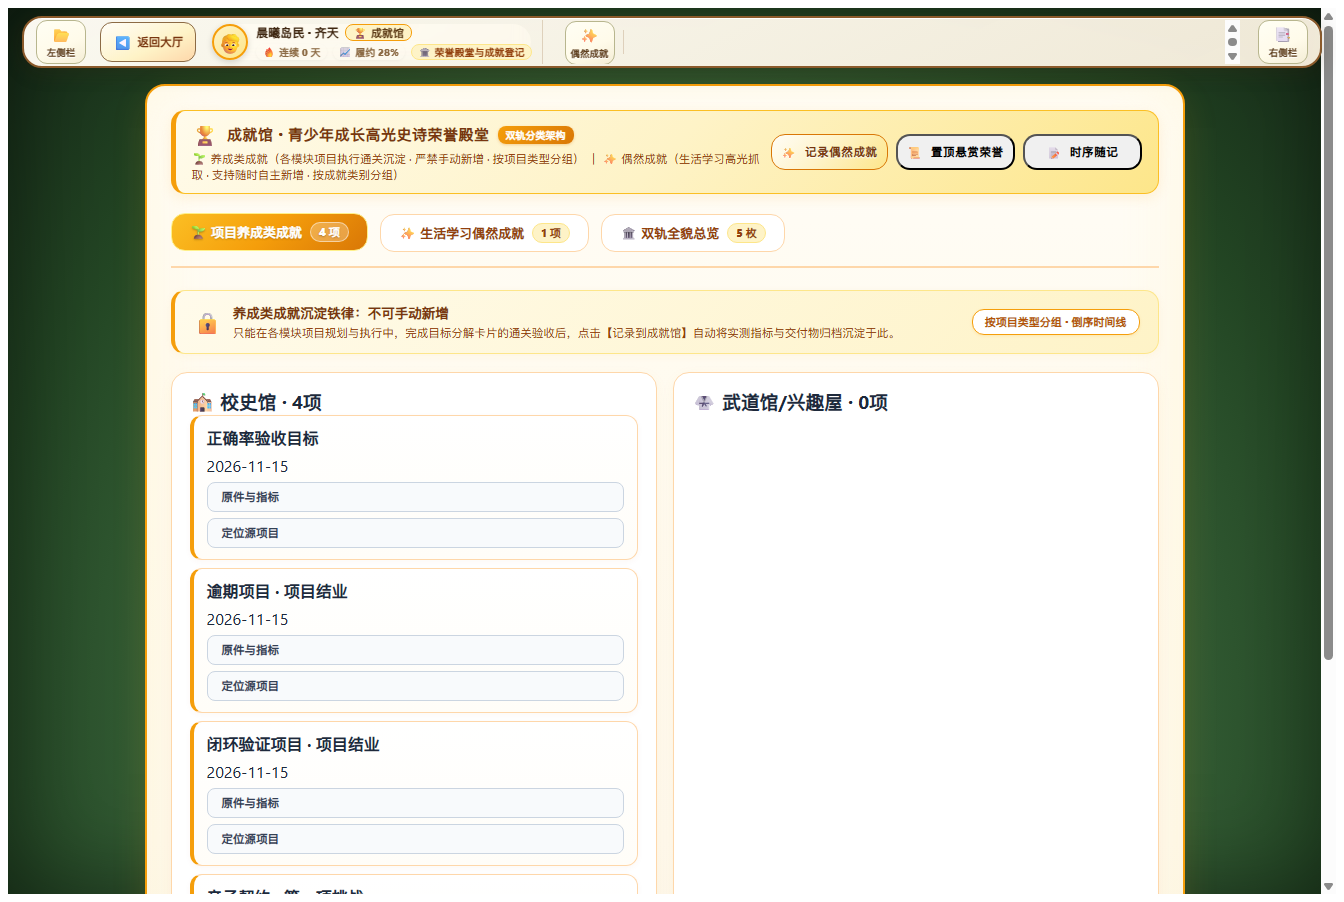 左侧栏
返回大厅
晨曦岛民 · 齐天 成就馆
连续 0 天 履约 28% 荣誉殿堂与成就登记
偶然成就
右侧栏
成就馆 · 青少年成长高光史诗荣誉殿堂 双轨分类架构
养成类成就（各模块项目执行通关沉淀 · 严禁手动新增 · 按项目类型分组） | 偶然成就（生活学习高光抓
取 · 支持随时自主新增 · 按成就类别分组）
记录偶然成就
置顶悬赏荣誉
时序随记
项目养成类成就 4 项
生活学习偶然成就 1 项
双轨全貌总览 5 枚
养成类成就沉淀铁律：不可手动新增
只能在各模块项目规划与执行中，完成目标分解卡片的通关验收后，点击【记录到成就馆】自动将实测指标与交付物归档沉淀于此。
按项目类型分组 · 倒序时间线
校史馆 · 4项
正确率验收目标
2026-11-15
原件与指标
定位源项目
逾期项目 · 项目结业
2026-11-15
原件与指标
定位源项目
闭环验证项目 · 项目结业
2026-11-15
原件与指标
定位源项目
武道馆/兴趣屋 · 0项